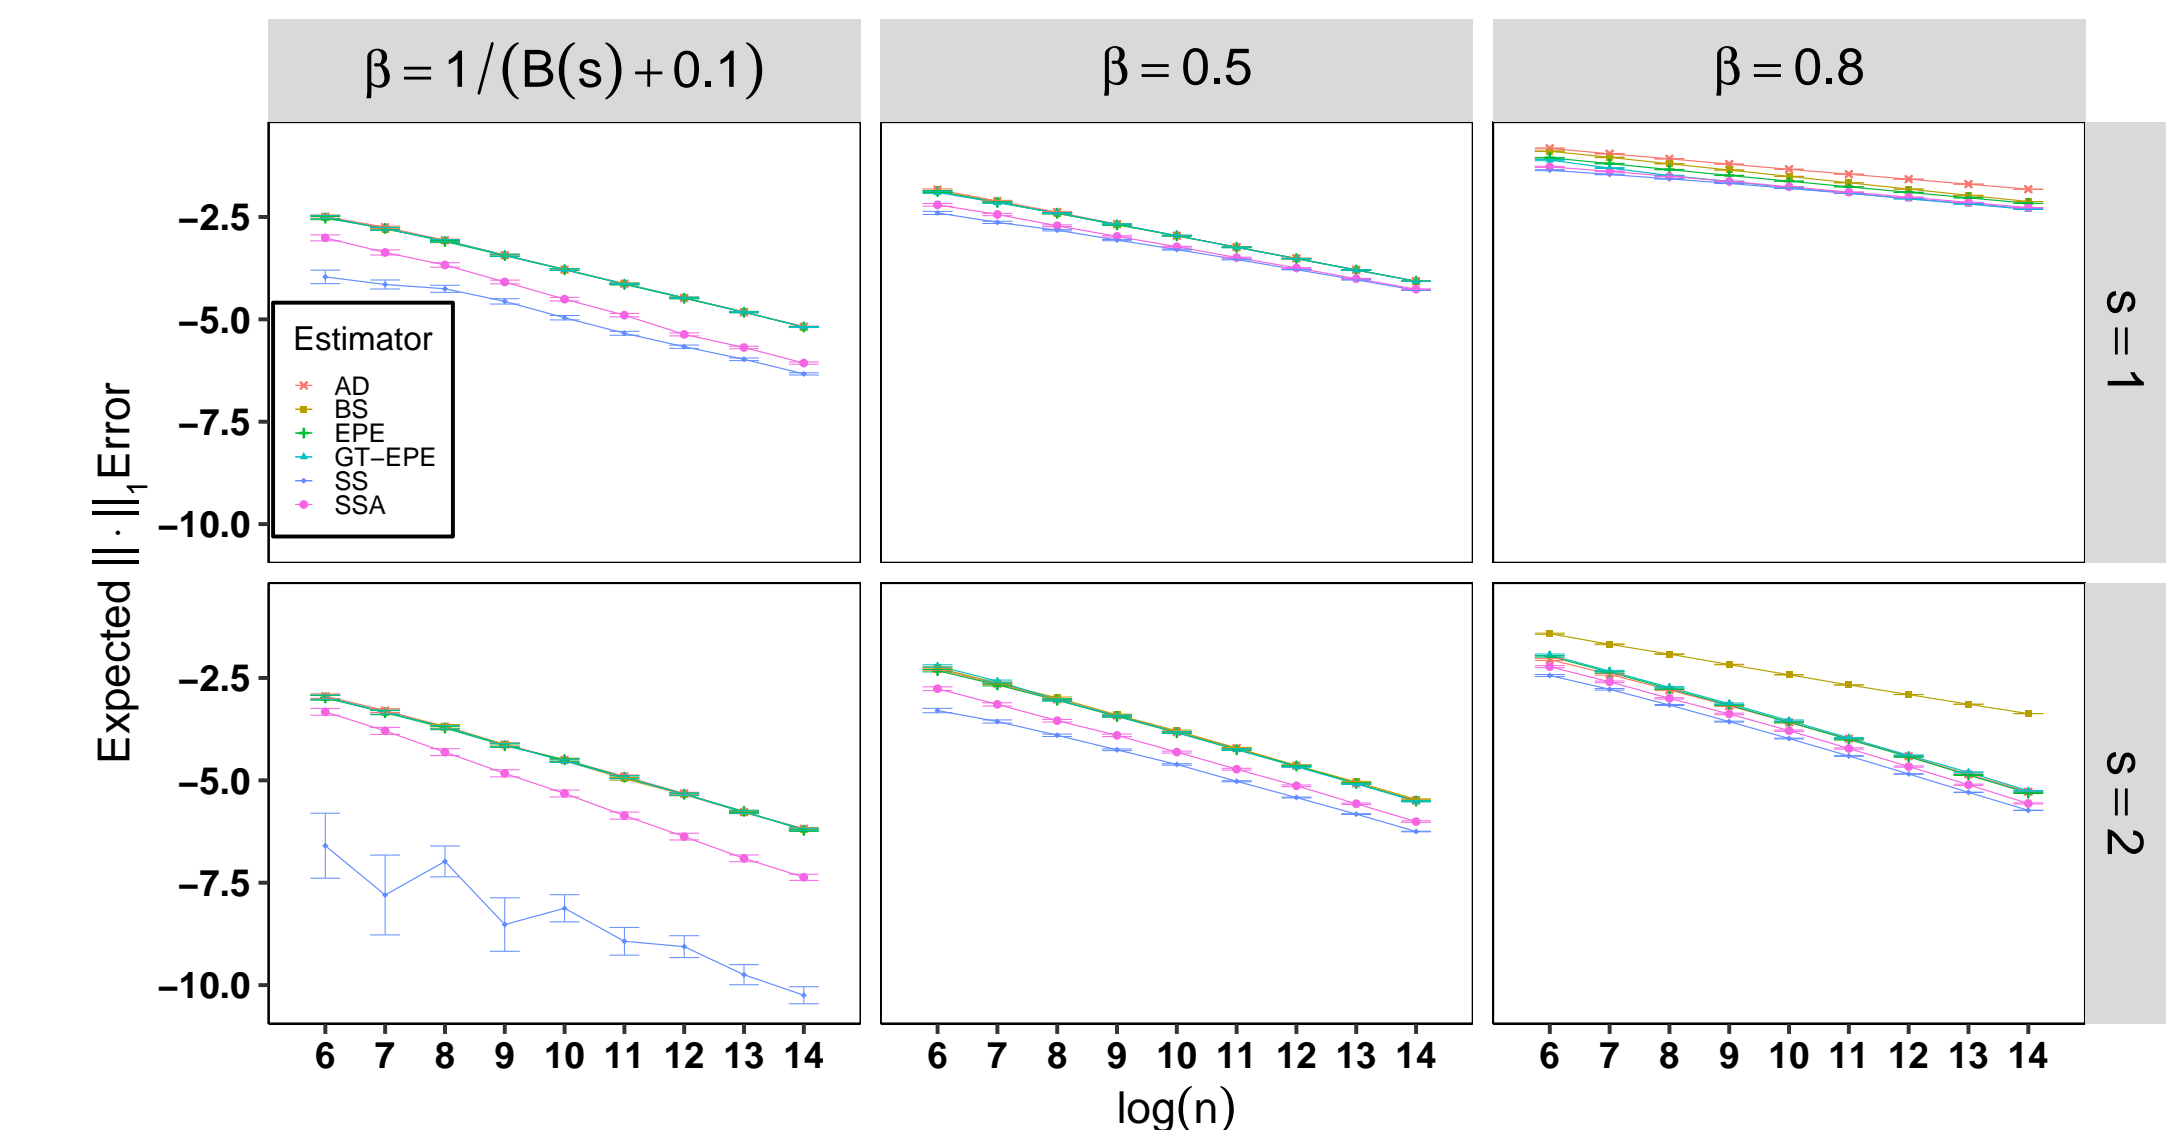 β = 1/(B(s) + 0.1)
β = 0.5
β = 0.8
s = 1
s = 2
Expected ||| · |||₁ Error
−2.5
−5.0
−7.5
−10.0
Estimator
AD
BS
EPE
GT−EPE
SS
SSA
−2.5
−5.0
−7.5
−10.0
6 7 8 9 10 11 12 13 14
6 7 8 9 10 11 12 13 14
6 7 8 9 10 11 12 13 14
log(n)